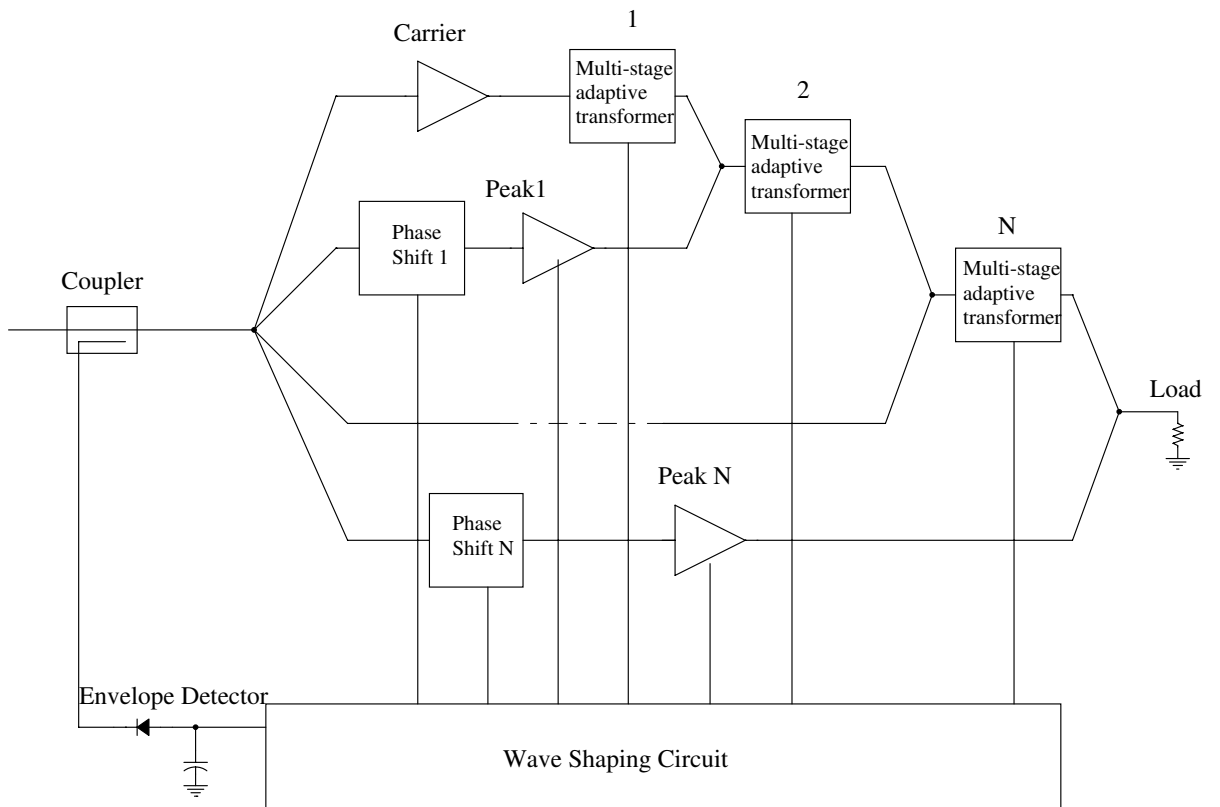 1
Carrier
Multi-stage
adaptive
transformer
2
Multi-stage
adaptive
transformer
Peak1
Phase
Shift 1
N
Multi-stage
adaptive
transformer
Coupler
Load
Peak N
Phase
Shift N
Envelope Detector
Wave Shaping Circuit